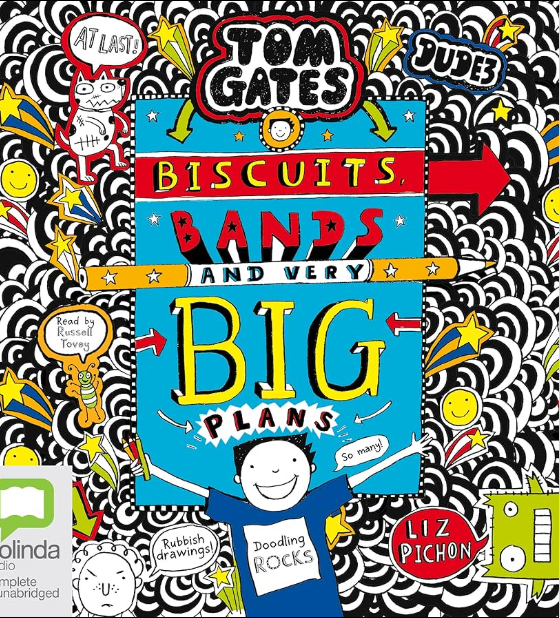 AT LAST!
TOM
GATES
DUDE3
BISCUITS,
BANDS
AND VERY
BIG
PLANS
Read by
Russell
Tovey
So many!
Doodling
ROCKS
Rubbish
drawings!
LIZ
PICHON
olinda
dio
mplete
unabridged